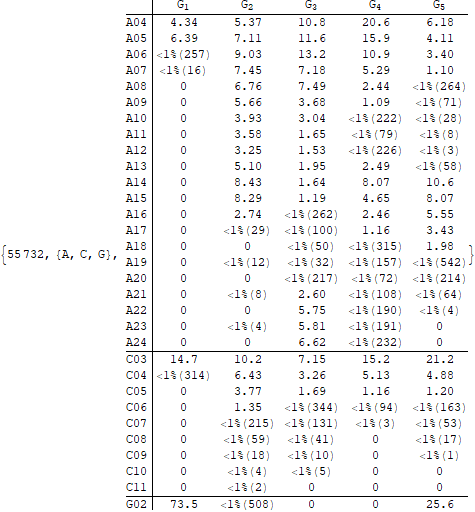 G1 G2 G3 G4 G5
A04 4.34 5.37 10.8 20.6 6.18
A05 6.39 7.11 11.6 15.9 4.11
A06 <1%(257) 9.03 13.2 10.9 3.40
A07 <1%(16) 7.45 7.18 5.29 1.10
A08 0 6.76 7.49 2.44 <1%(264)
A09 0 5.66 3.68 1.09 <1%(71)
A10 0 3.93 3.04 <1%(222) <1%(28)
A11 0 3.58 1.65 <1%(79) <1%(8)
A12 0 3.25 1.53 <1%(226) <1%(3)
A13 0 5.10 1.95 2.49 <1%(58)
A14 0 8.43 1.64 8.07 10.6
A15 0 8.29 1.19 4.65 8.07
A16 0 2.74 <1%(262) 2.46 5.55
A17 0 <1%(29) <1%(100) 1.16 3.43
A18 0 0 <1%(50) <1%(315) 1.98
{55732, {A, C, G}, A19 0 <1%(12) <1%(32) <1%(157) <1%(542) }
A20 0 0 <1%(217) <1%(72) <1%(214)
A21 0 <1%(8) 2.60 <1%(108) <1%(64)
A22 0 0 5.75 <1%(190) <1%(4)
A23 0 <1%(4) 5.81 <1%(191) 0
A24 0 0 6.62 <1%(232) 0
C03 14.7 10.2 7.15 15.2 21.2
C04 <1%(314) 6.43 3.26 5.13 4.88
C05 0 3.77 1.69 1.16 1.20
C06 0 1.35 <1%(344) <1%(94) <1%(163)
C07 0 <1%(215) <1%(131) <1%(3) <1%(53)
C08 0 <1%(59) <1%(41) 0 <1%(17)
C09 0 <1%(18) <1%(10) 0 <1%(1)
C10 0 <1%(4) <1%(5) 0 0
C11 0 <1%(2) 0 0 0
G02 73.5 <1%(508) 0 0 25.6